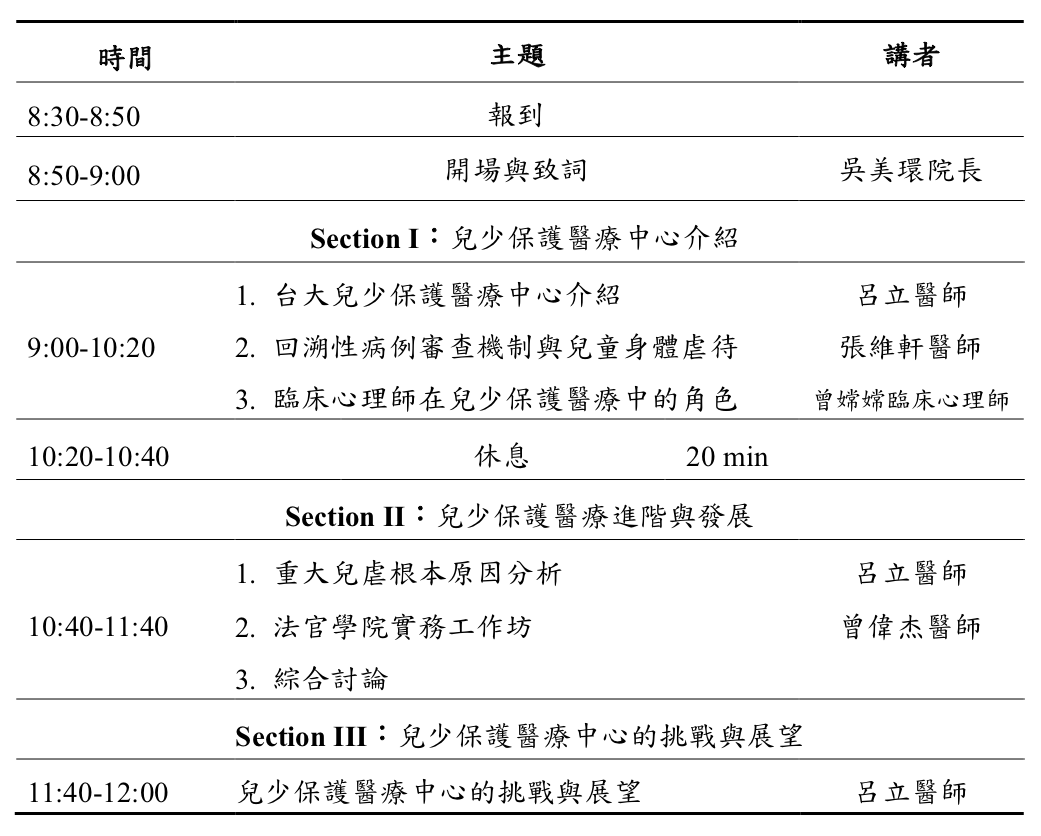 時間 主題 講者
8:30-8:50 報到
8:50-9:00 開場與致詞 吳美環院長
Section I：兒少保護醫療中心介紹
1. 台大兒少保護醫療中心介紹 呂立醫師
9:00-10:20 2. 回溯性病例審查機制與兒童身體虐待 張維軒醫師
3. 臨床心理師在兒少保護醫療中的角色 曾嫦嫦臨床心理師
10:20-10:40 休息 20 min
Section II：兒少保護醫療進階與發展
1. 重大兒虐根本原因分析 呂立醫師
10:40-11:40 2. 法官學院實務工作坊 曾偉杰醫師
3. 綜合討論
Section III：兒少保護醫療中心的挑戰與展望
11:40-12:00 兒少保護醫療中心的挑戰與展望 呂立醫師